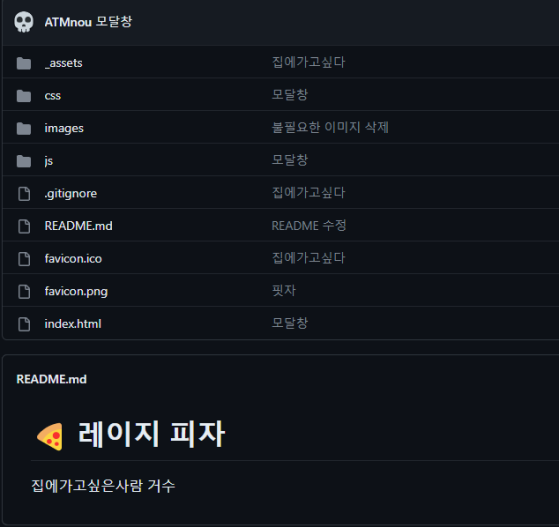 ATMnou 모달창
_assets 집에가고싶다
css 모달창
images 불필요한 이미지 삭제
js 모달창
.gitignore 집에가고싶다
README.md README 수정
favicon.ico 집에가고싶다
favicon.png 핏자
index.html 모달창
README.md
🍕 레이지 피자
집에가고싶은사람 거수